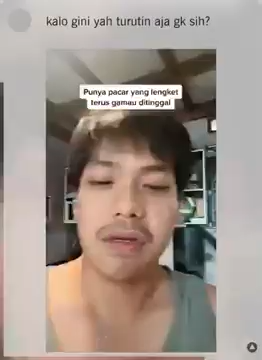 kalo gini yah turutin aja gk sih?
Punya pacar yang lengket
terus gamau ditinggal